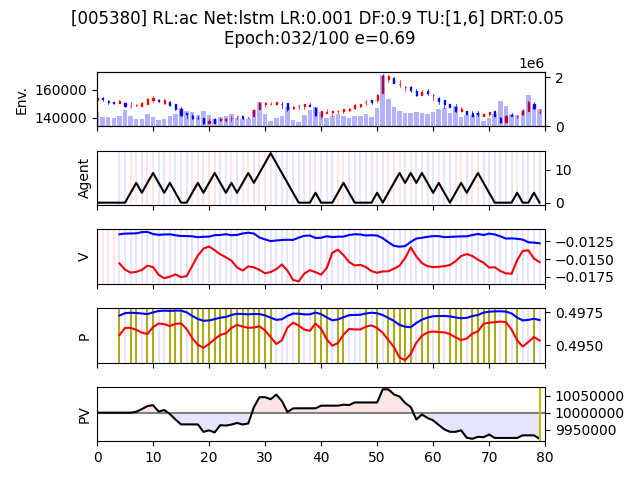 [005380] RL:ac Net:lstm LR:0.001 DF:0.9 TU:[1,6] DRT:0.05
Epoch:032/100 e=0.69
1e6
Env.
160000
140000
2
0
Agent
10
0
V
−0.0125
−0.0150
−0.0175
P
0.4975
0.4950
PV
10050000
10000000
9950000
0 10 20 30 40 50 60 70 80